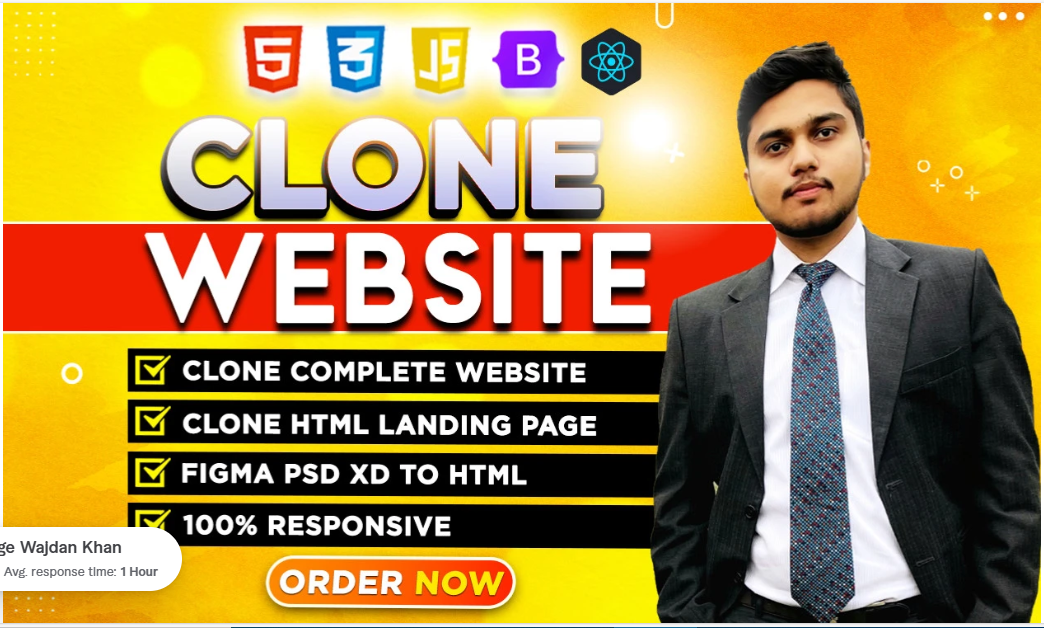 5 3 JS B
CLONE
WEBSITE
CLONE COMPLETE WEBSITE
CLONE HTML LANDING PAGE
FIGMA PSD XD TO HTML
100% RESPONSIVE
ge Wajdan Khan
Avg. response time: 1 Hour
ORDER NOW